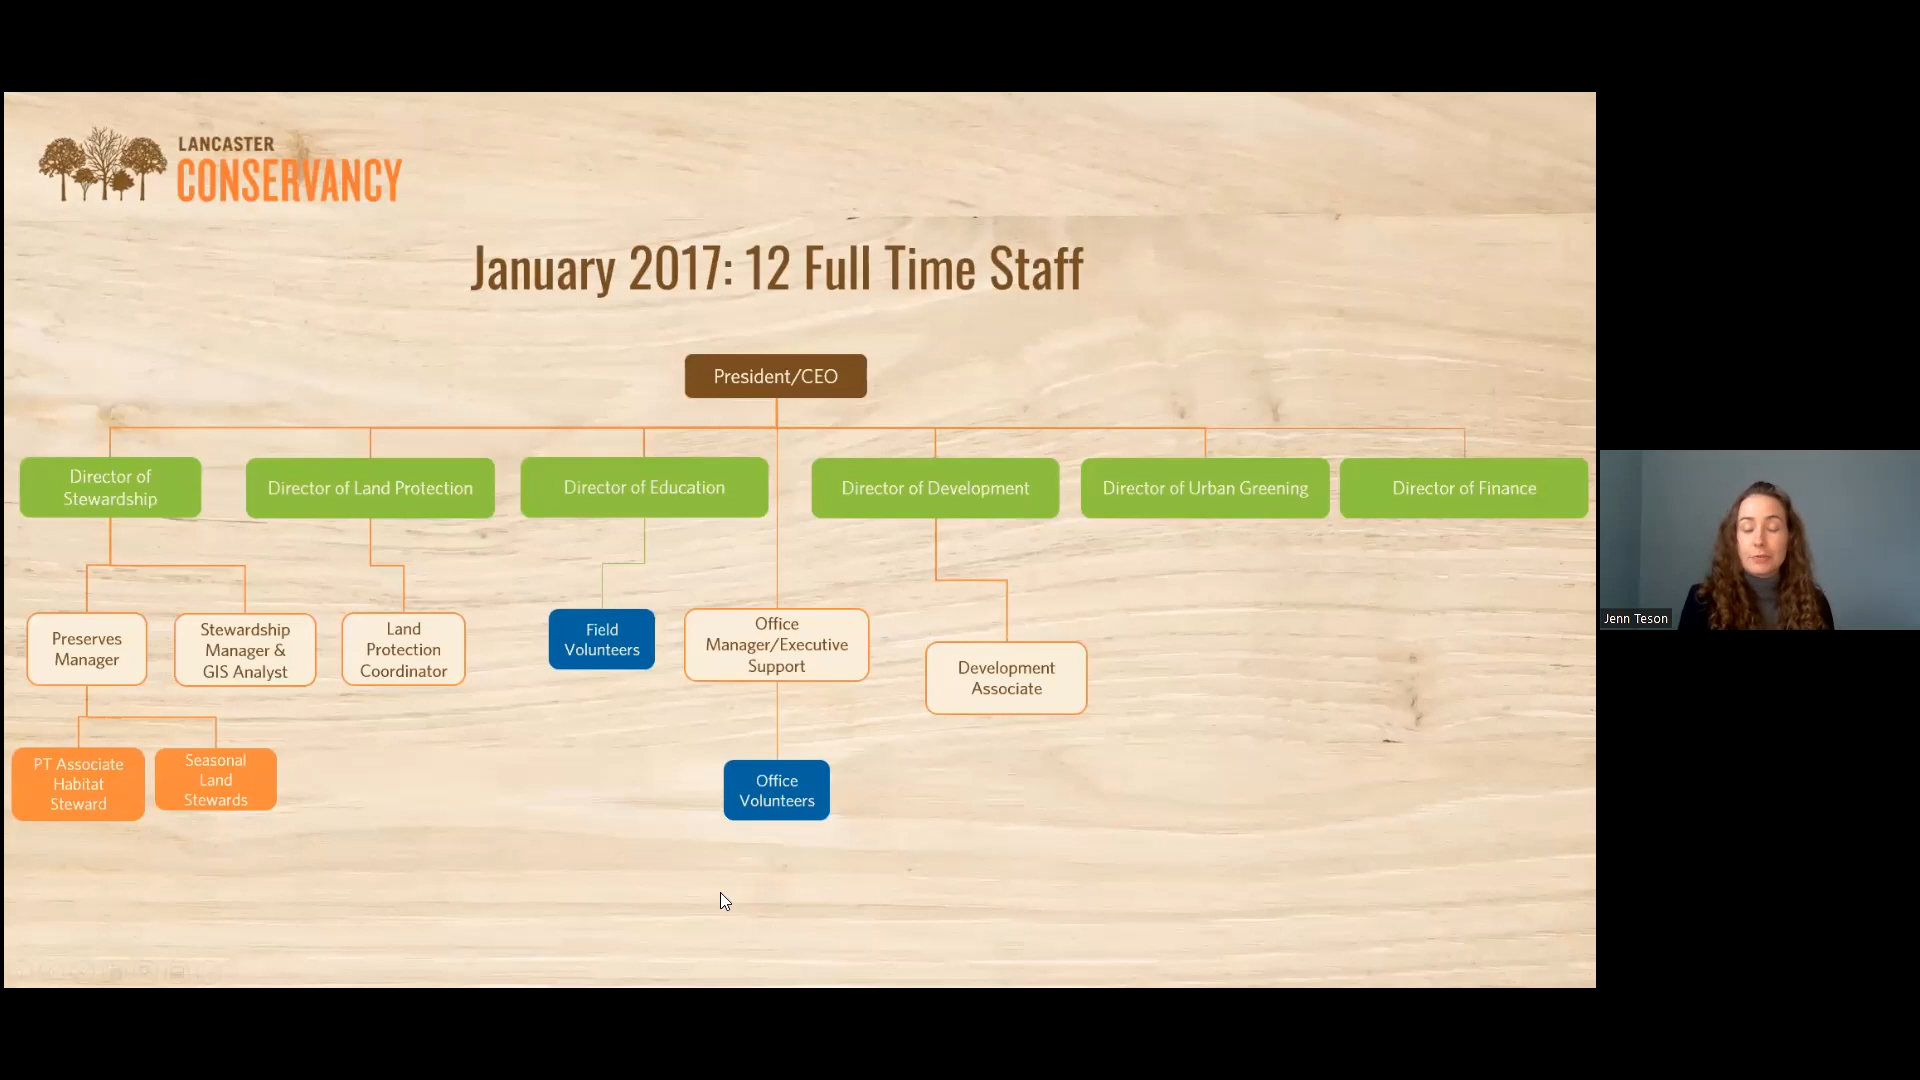 LANCASTER
CONSERVANCY
January 2017: 12 Full Time Staff
President/CEO
Director of
Stewardship
Director of Land Protection
Director of Education
Director of Development
Director of Urban Greening
Director of Finance
Preserves
Manager
Stewardship
Manager &
GIS Analyst
Land
Protection
Coordinator
Field
Volunteers
Office
Manager/Executive
Support
Development
Associate
PT Associate
Habitat
Steward
Seasonal
Land
Stewards
Office
Volunteers
Jenn Teson